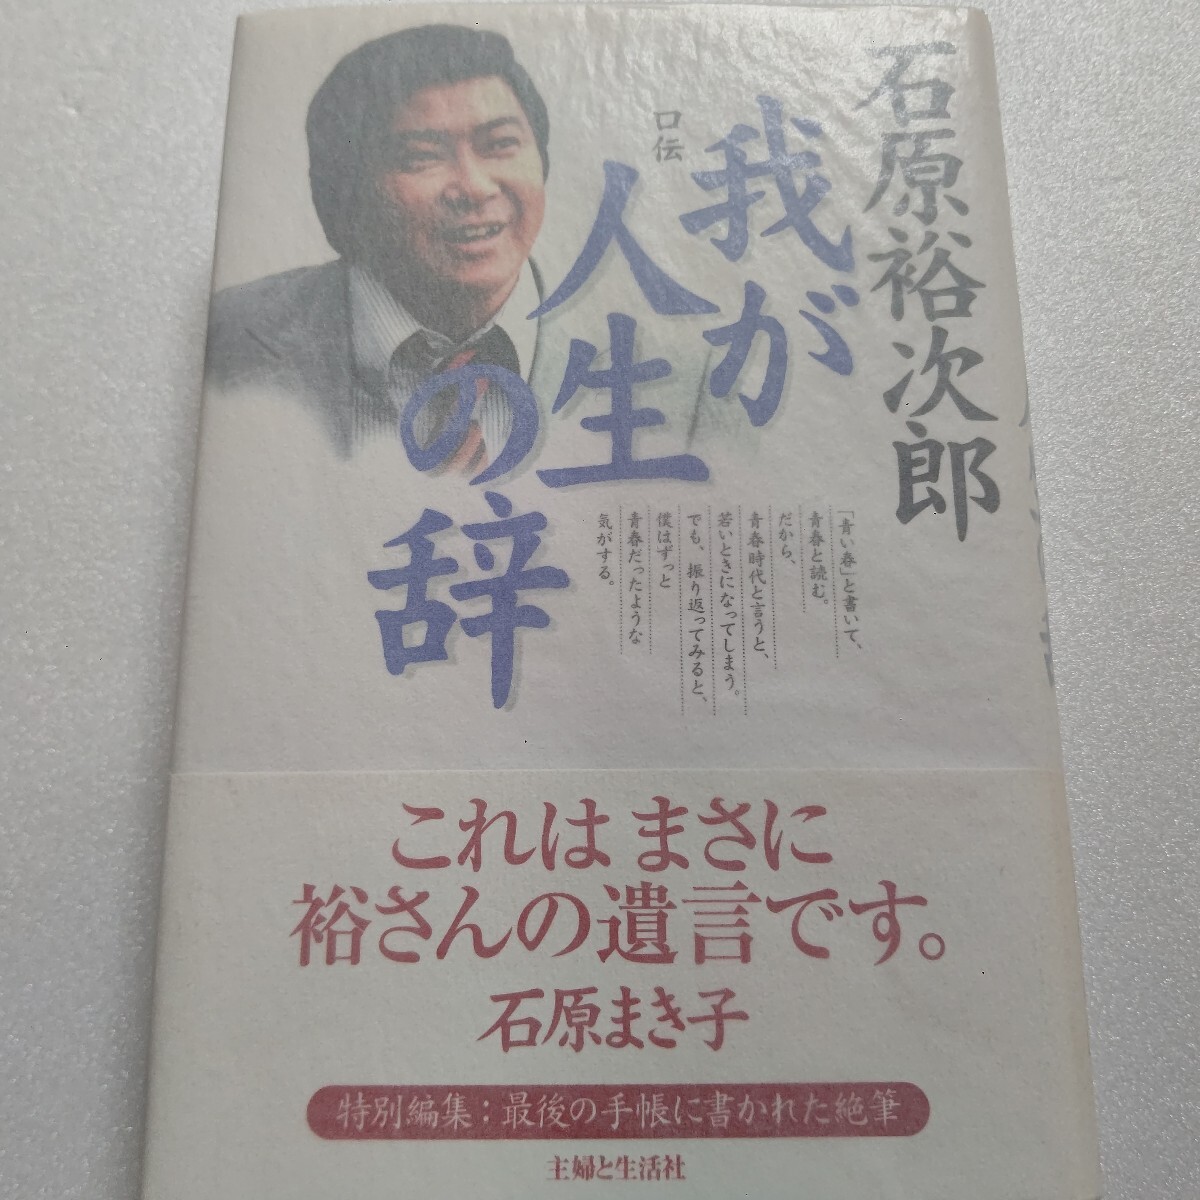 石原裕次郎
口伝
我が
人生
の辞
「青い春」と書いて、
青春と読む。
だから、
青春時代と言うと、
若いときになってしまう。
でも、振り返ってみると、
僕はずっと
青春だったような
気がする。
これは まさに
裕さんの遺言です。
石原まき子
特別編集：最後の手帳に書かれた絶筆
主婦と生活社